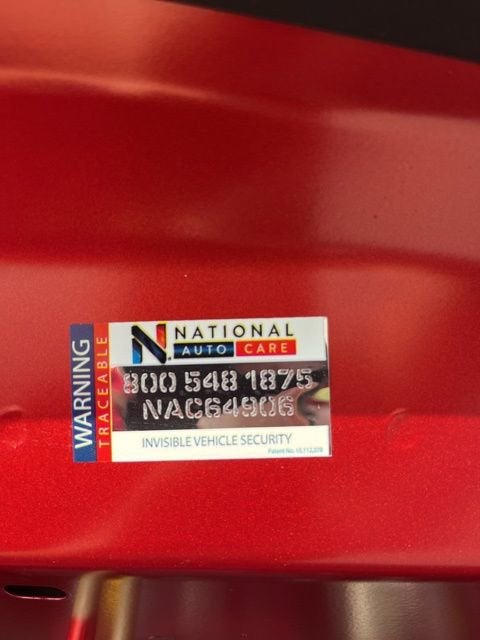 WARNING
TRACEABLE
N. NATIONAL
AUTO CARE
800 548 1875
NAC64906
INVISIBLE VEHICLE SECURITY